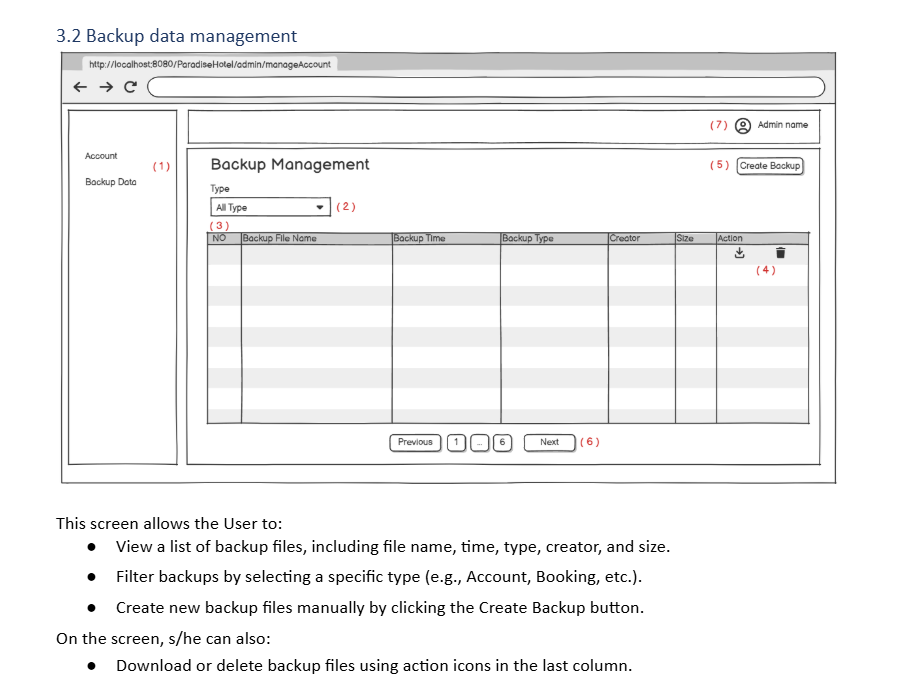 3.2 Backup data management
http://localhost:8080/ParadiseHotel/admin/manageAccount
(7) Admin name
Account
(1)
Backup Data
Backup Management
(5) Create Backup
Type
All Type
(2)
(3)
NO Backup File Name Backup Time Backup Type Creator Size Action
(4)
Previous 1 ... 6 Next (6)
This screen allows the User to:
● View a list of backup files, including file name, time, type, creator, and size.
● Filter backups by selecting a specific type (e.g., Account, Booking, etc.).
● Create new backup files manually by clicking the Create Backup button.
On the screen, s/he can also:
● Download or delete backup files using action icons in the last column.